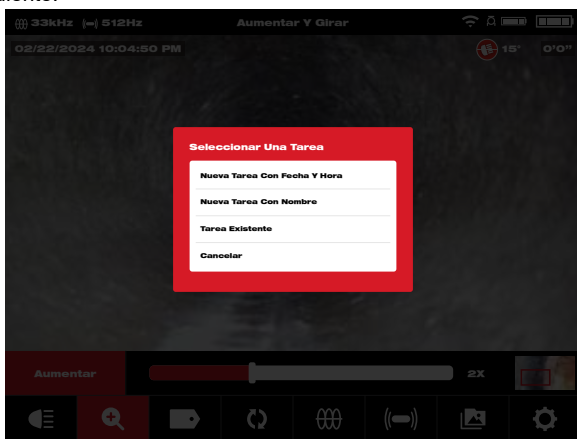 33kHz 512Hz Aumentar Y Girar
02/22/2024 10:04:50 PM 15' 0'0"
Seleccionar Una Tarea
Nueva Tarea Con Fecha Y Hora
Nueva Tarea Con Nombre
Tarea Existente
Cancelar
Aumentar 2X